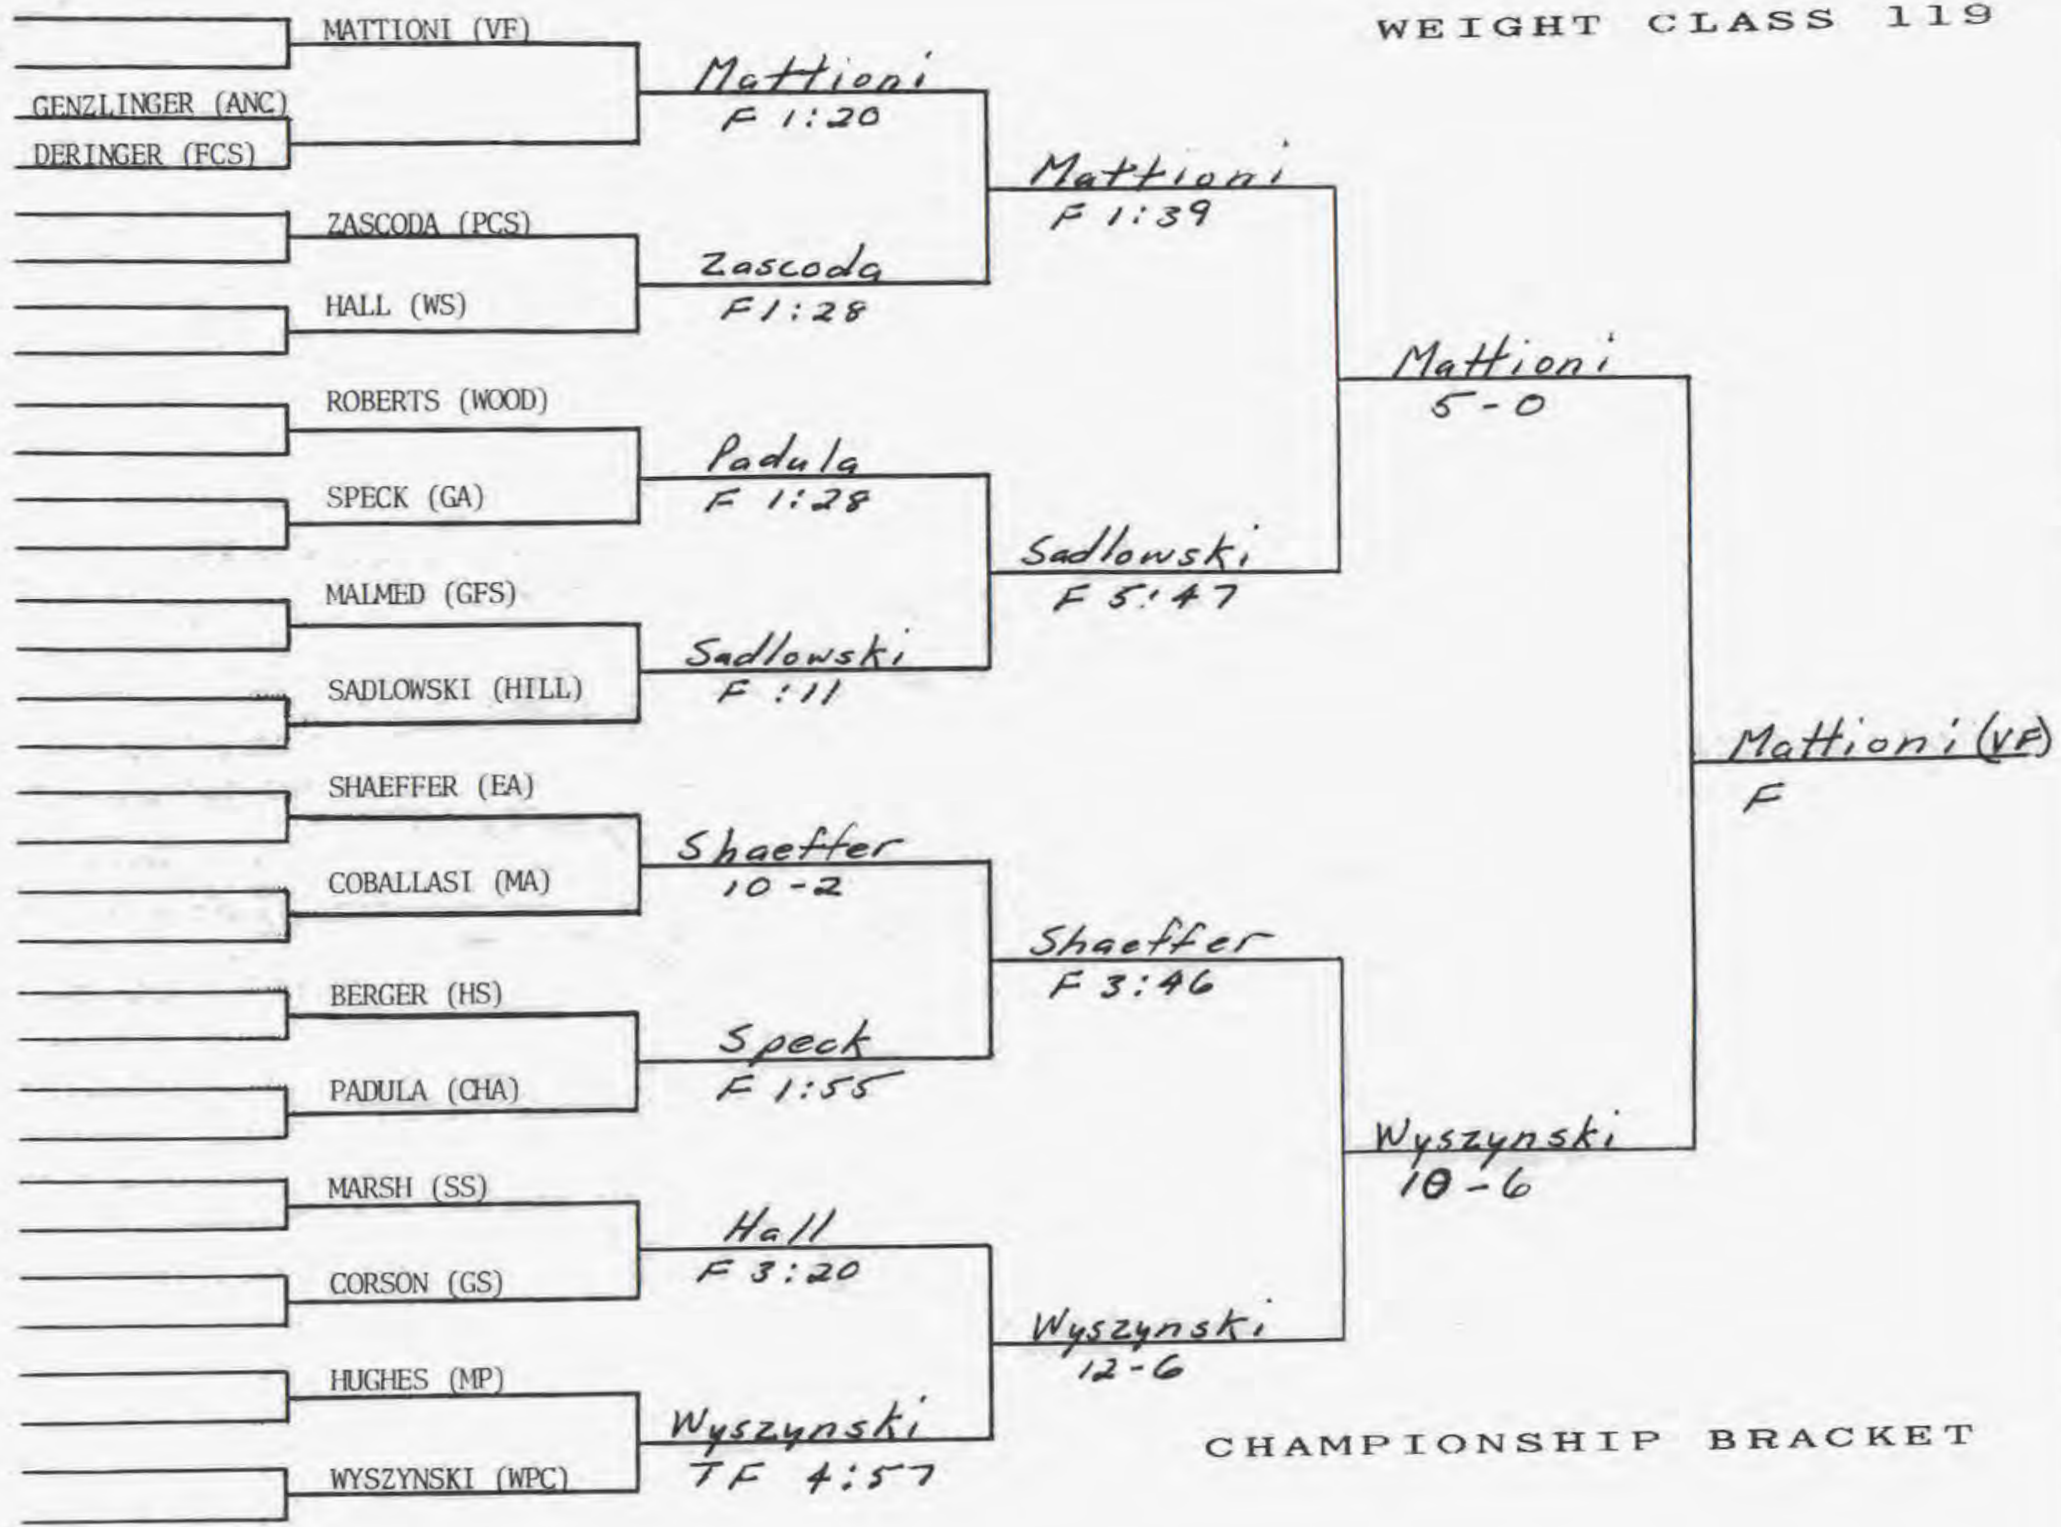 WEIGHT CLASS 119
MATTIONI (VF)
GENZLINGER (ANC)
DERINGER (FCS)
ZASCODA (PCS)
HALL (WS)
ROBERTS (WOOD)
SPECK (GA)
MALMED (GFS)
SADLOWSKI (HILL)
SHAEFFER (EA)
COBALLASI (MA)
BERGER (HS)
PADULA (CHA)
MARSH (SS)
CORSON (GS)
HUGHES (MP)
WYSZYNSKI (WPC)
Mattioni
F 1:20
Zascoda
F 1:28
Padula
F 1:28
Sadlowski
F :11
Shaeffer
10-2
Speck
F 1:55
Hall
F 3:20
Wyszynski
TF 4:57
Mattioni
F 1:39
Sadlowski
F 5:47
Shaeffer
F 3:46
Wyszynski
12-6
Mattioni
5-0
Wyszynski
10-6
Mattioni (VF)
F
CHAMPIONSHIP BRACKET